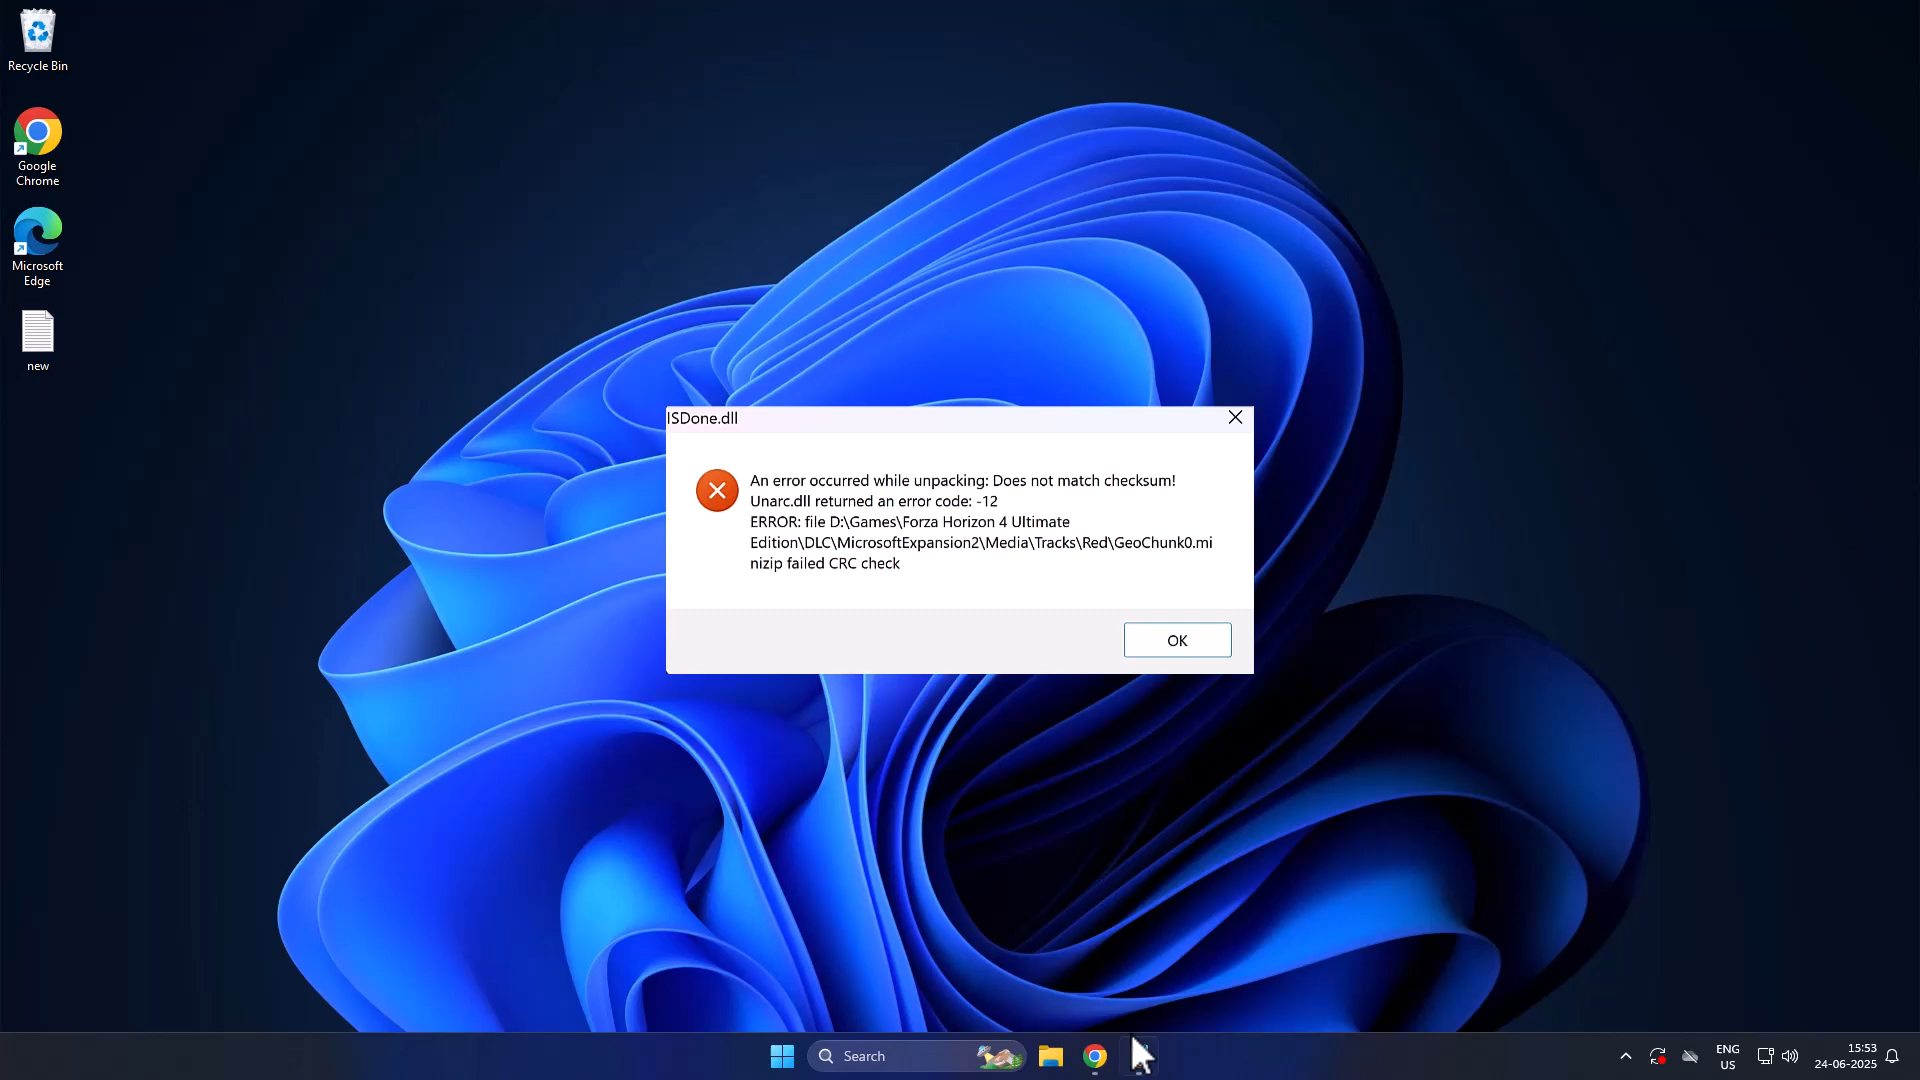 Recycle Bin
Google
Chrome
Microsoft
Edge
new
ISDone.dll
An error occurred while unpacking: Does not match checksum!
Unarc.dll returned an error code: -12
ERROR: file D:\Games\Forza Horizon 4 Ultimate
Edition\DLC\MicrosoftExpansion2\Media\Tracks\Red\GeoChunk0.mi
nizip failed CRC check
OK
Search
ENG
US
15:53
24-06-2025